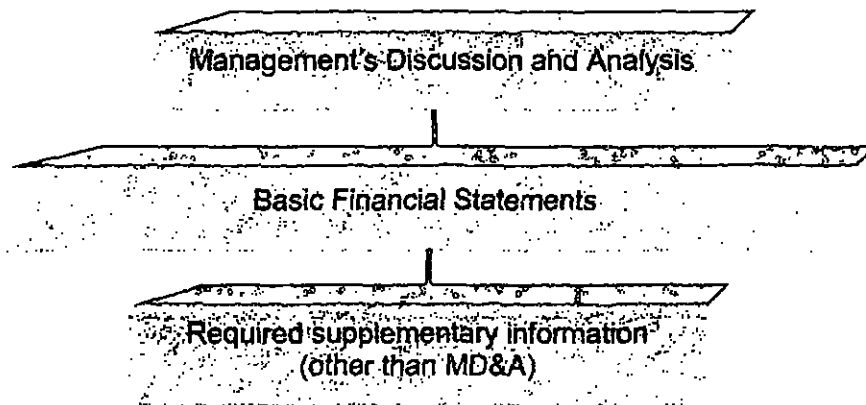 Management's Discussion and Analysis
Basic Financial Statements
Required supplementary information
(other than MD&A)